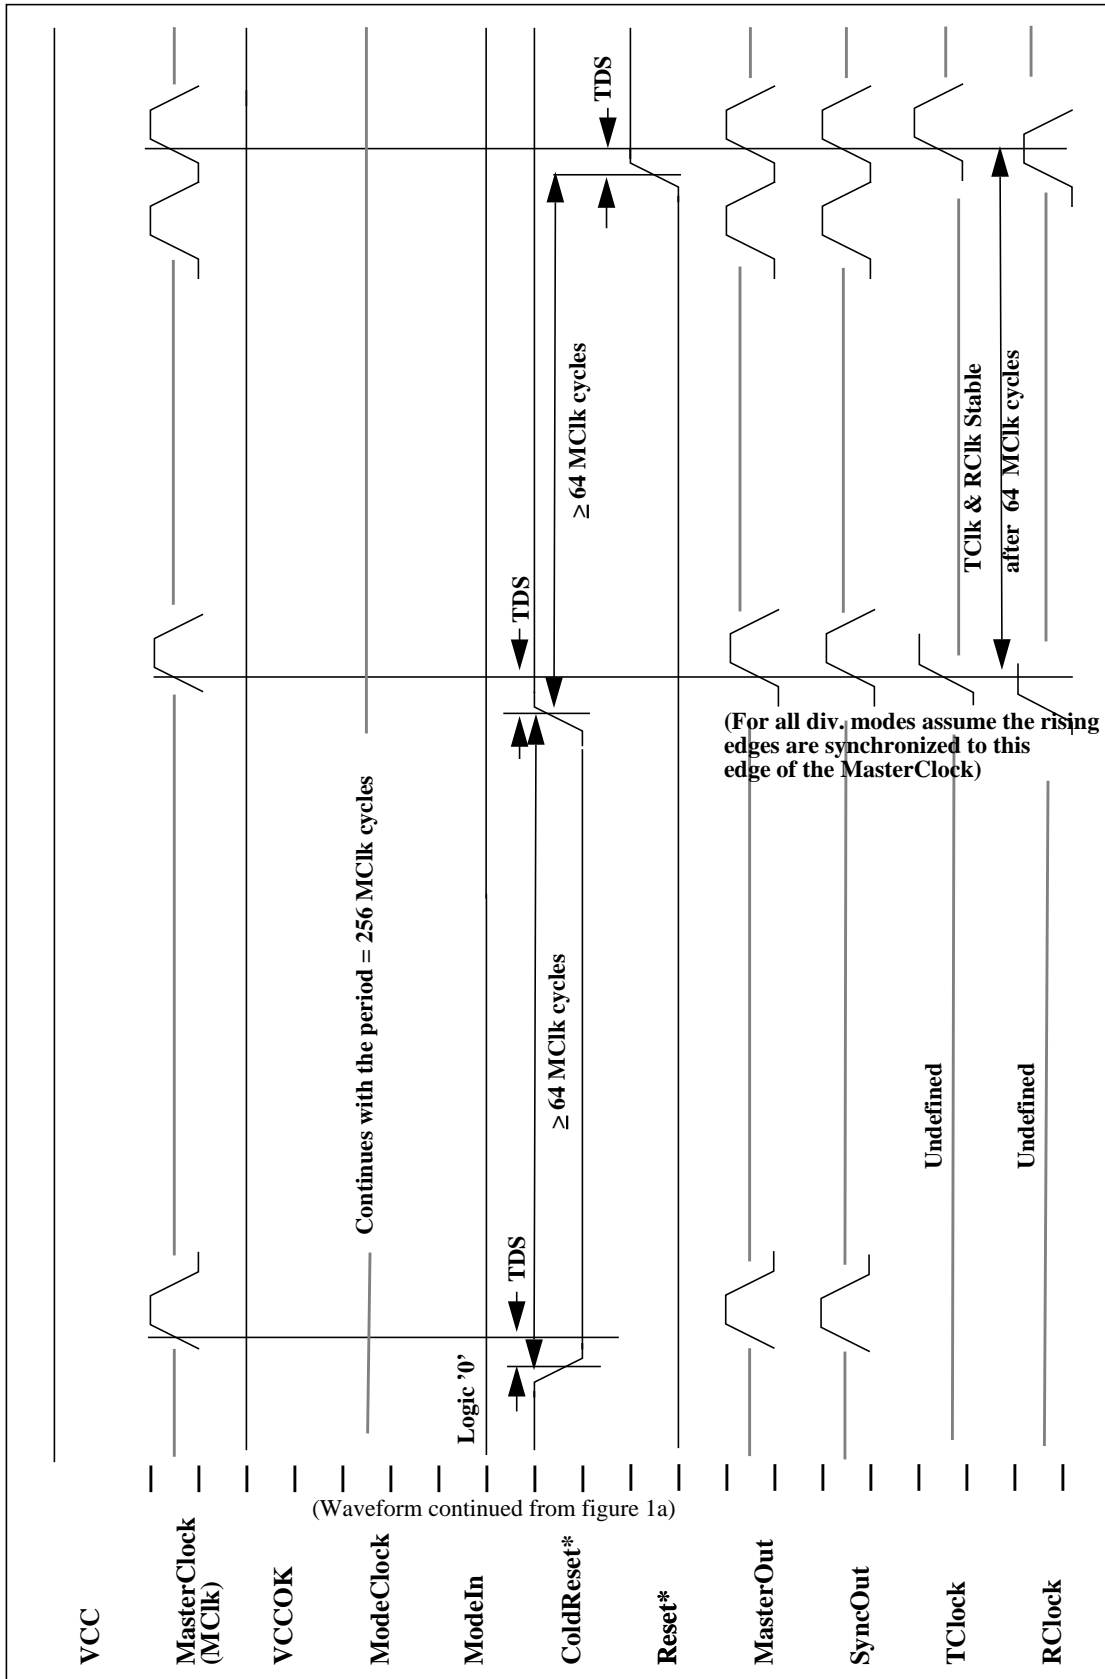 VCC
MasterClock
(MClk)
VCCOK
ModeClock
ModeIn
ColdReset*
Reset*
MasterOut
SyncOut
TClock
RClock
(Waveform continued from figure 1a)
Logic ’0’
TDS
Continues with the period = 256 MClk cycles
≥ 64 MClk cycles
Undefined
Undefined
TDS
(For all div. modes assume the rising
edges are synchronized to this
edge of the MasterClock)
≥ 64 MClk cycles
TClk & RClk Stable
after 64 MClk cycles
TDS